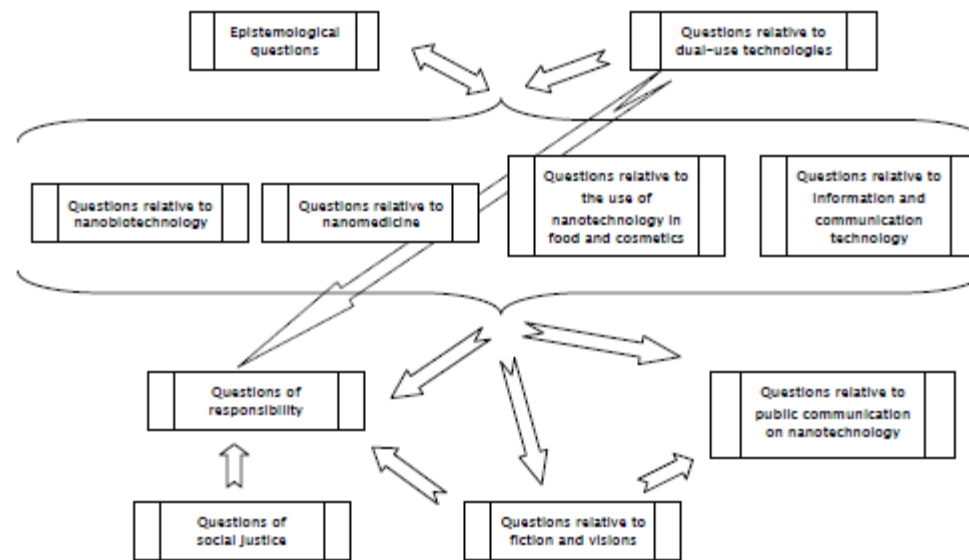 Epistemological
questions
Questions relative to
dual-use technologies
Questions relative to
nanobiotechnology
Questions relative to
nanomedicine
Questions relative to
the use of
nanotechnology in
food and cosmetics
Questions relative to
information and
communication
technology
Questions of
responsibility
Questions relative to
public communication
on nanotechnology
Questions of
social justice
Questions relative to
fiction and visions